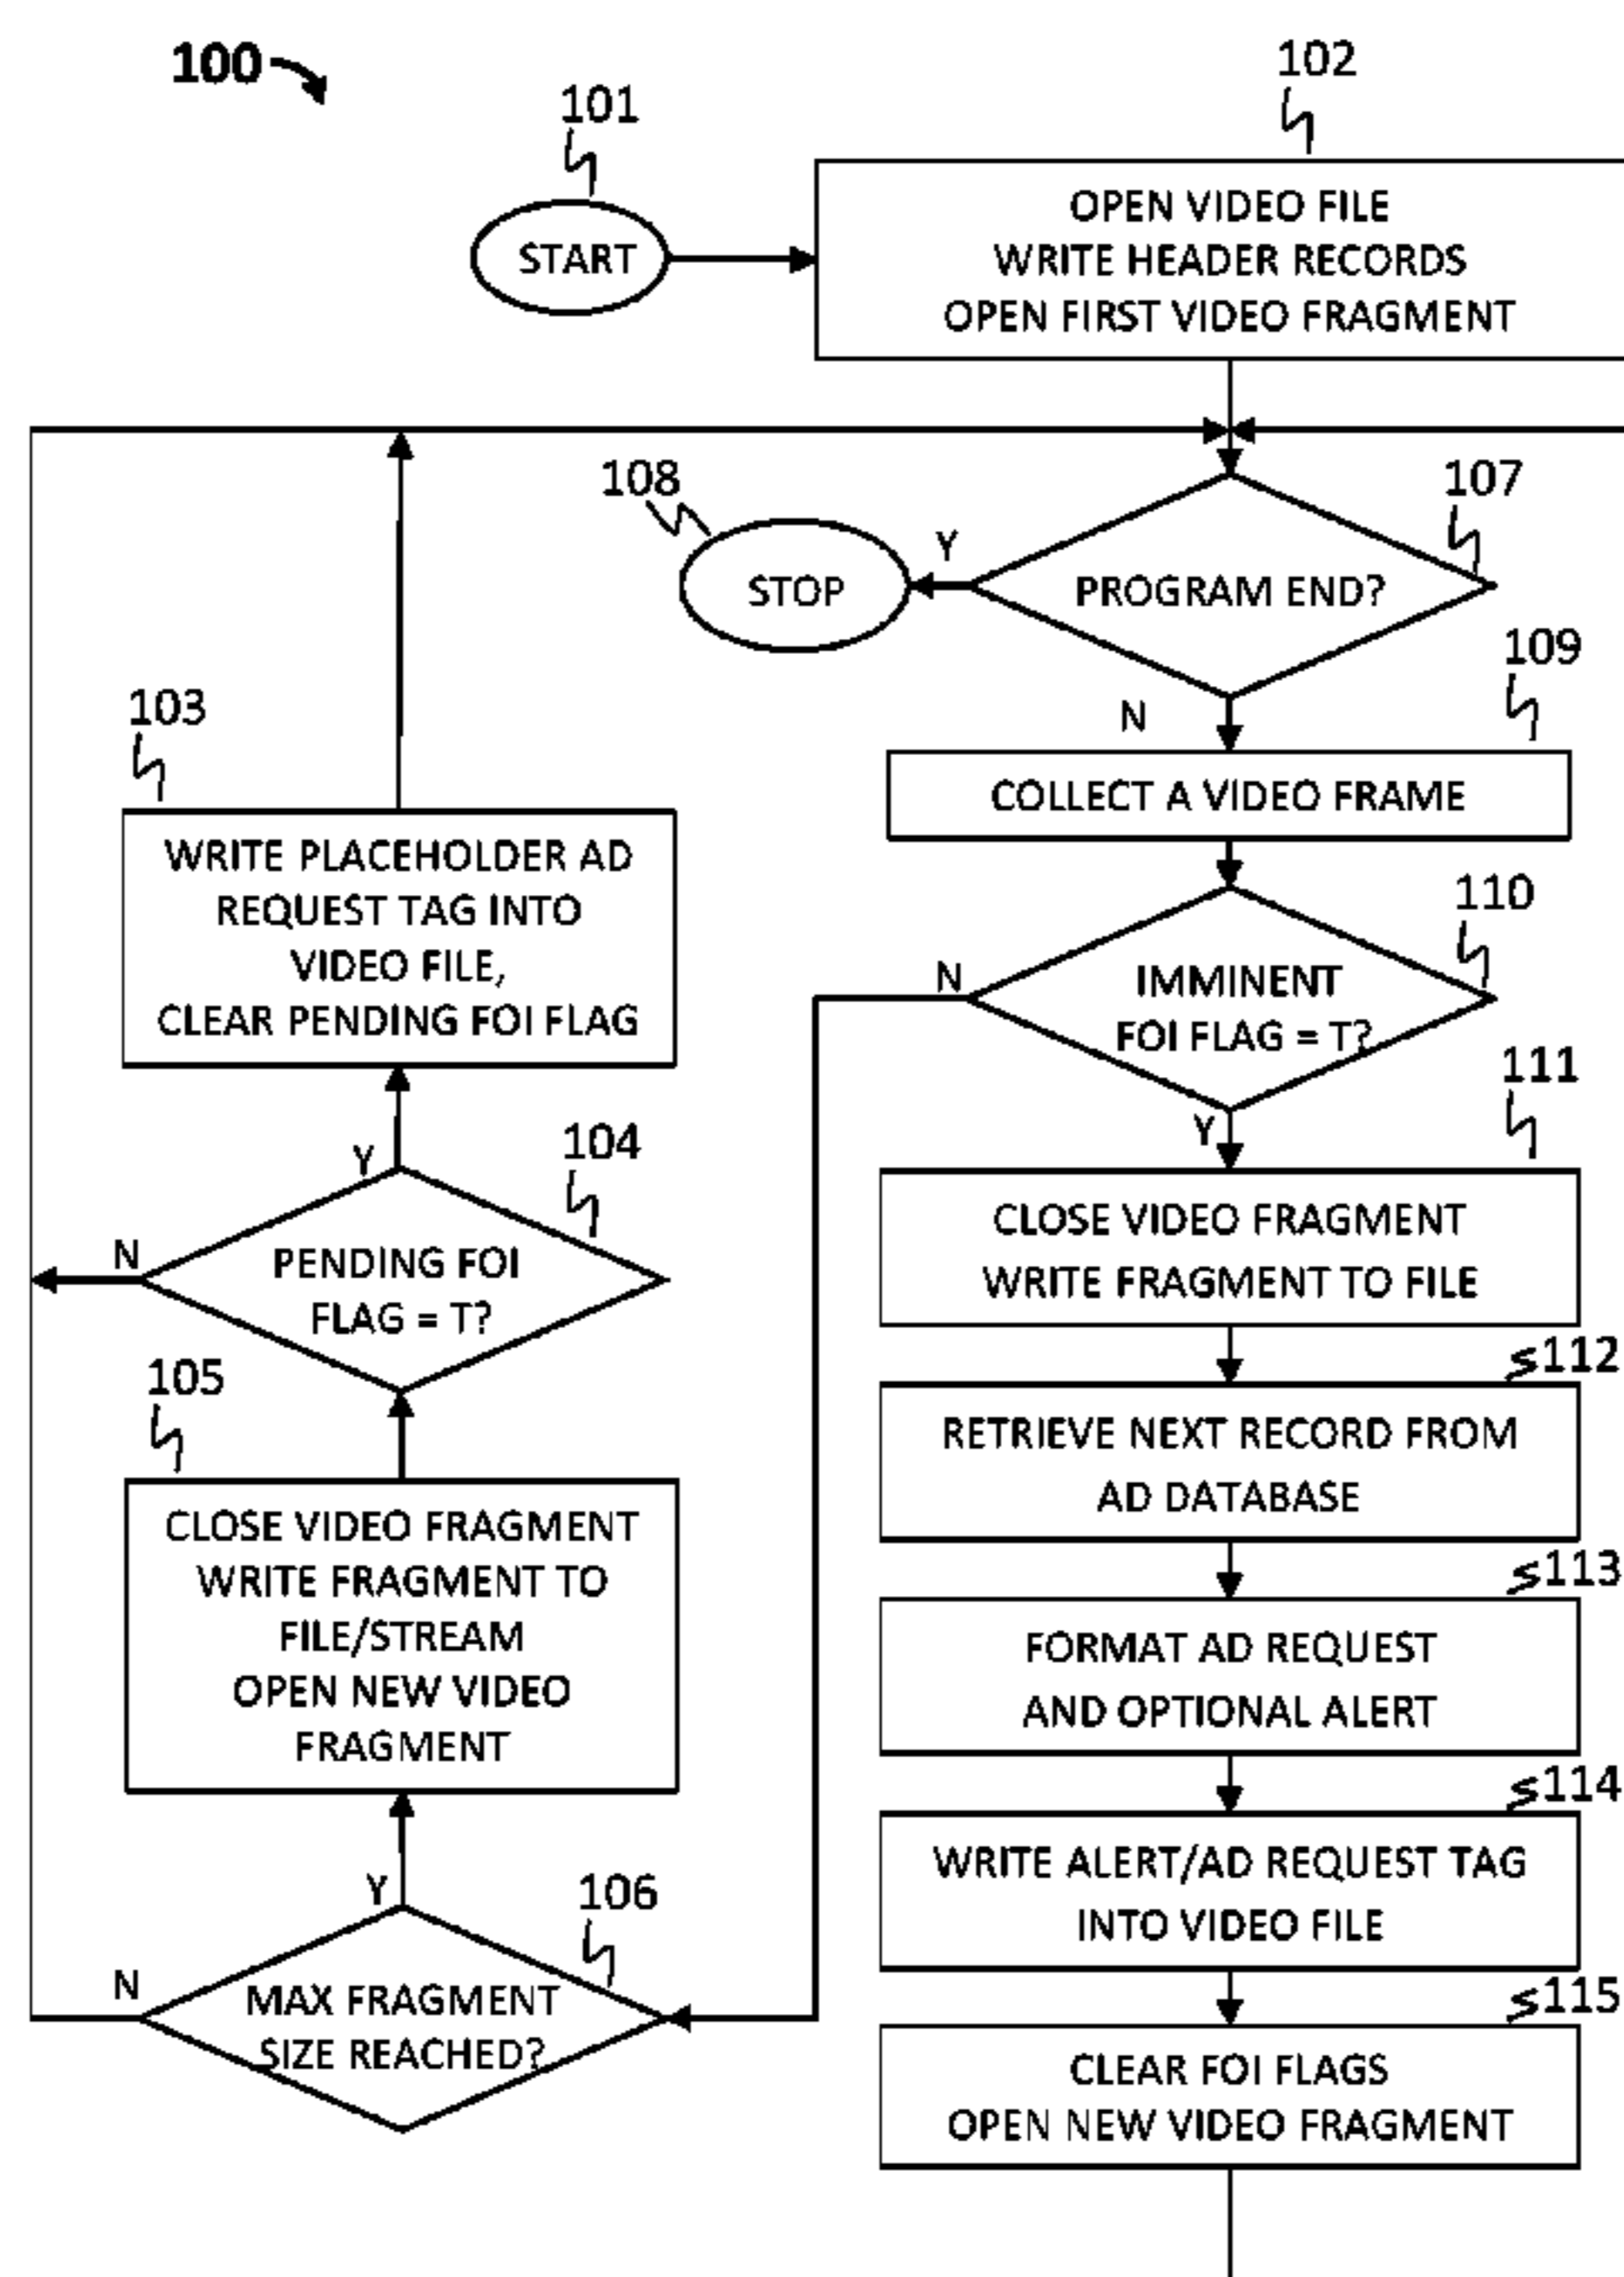 100
101
START
102
OPEN VIDEO FILE
WRITE HEADER RECORDS
OPEN FIRST VIDEO FRAGMENT
107
PROGRAM END?
Y
N
108
STOP
109
COLLECT A VIDEO FRAME
110
IMMINENT
FOI FLAG = T?
N
Y
111
CLOSE VIDEO FRAGMENT
WRITE FRAGMENT TO FILE
112
RETRIEVE NEXT RECORD FROM
AD DATABASE
113
FORMAT AD REQUEST
AND OPTIONAL ALERT
114
WRITE ALERT/AD REQUEST TAG
INTO VIDEO FILE
115
CLEAR FOI FLAGS
OPEN NEW VIDEO FRAGMENT
103
WRITE PLACEHOLDER AD
REQUEST TAG INTO
VIDEO FILE,
CLEAR PENDING FOI FLAG
Y
104
N
PENDING FOI
FLAG = T?
105
CLOSE VIDEO FRAGMENT
WRITE FRAGMENT TO
FILE/STREAM
OPEN NEW VIDEO
FRAGMENT
Y
106
N
MAX FRAGMENT
SIZE REACHED?